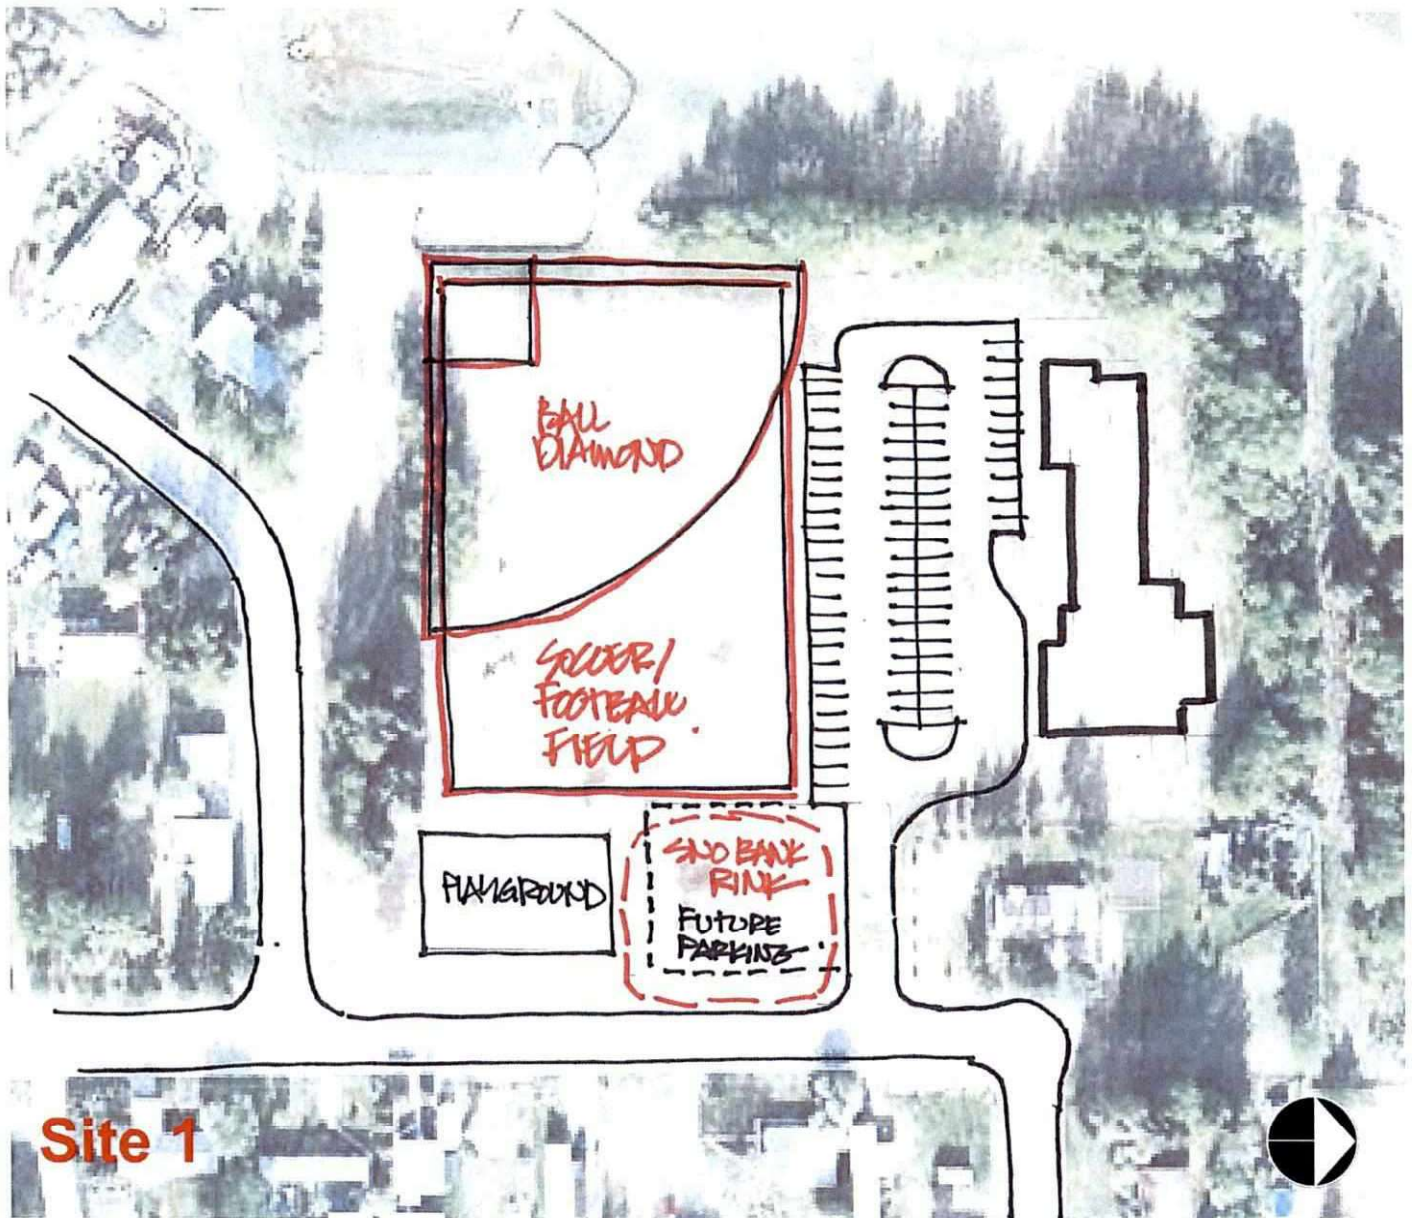 BALL
DIAMOND
SOCCER/
FOOTBALL
FIELD
PLAYGROUND
SNO BANK
RINK
FUTURE
PARKING
Site 1